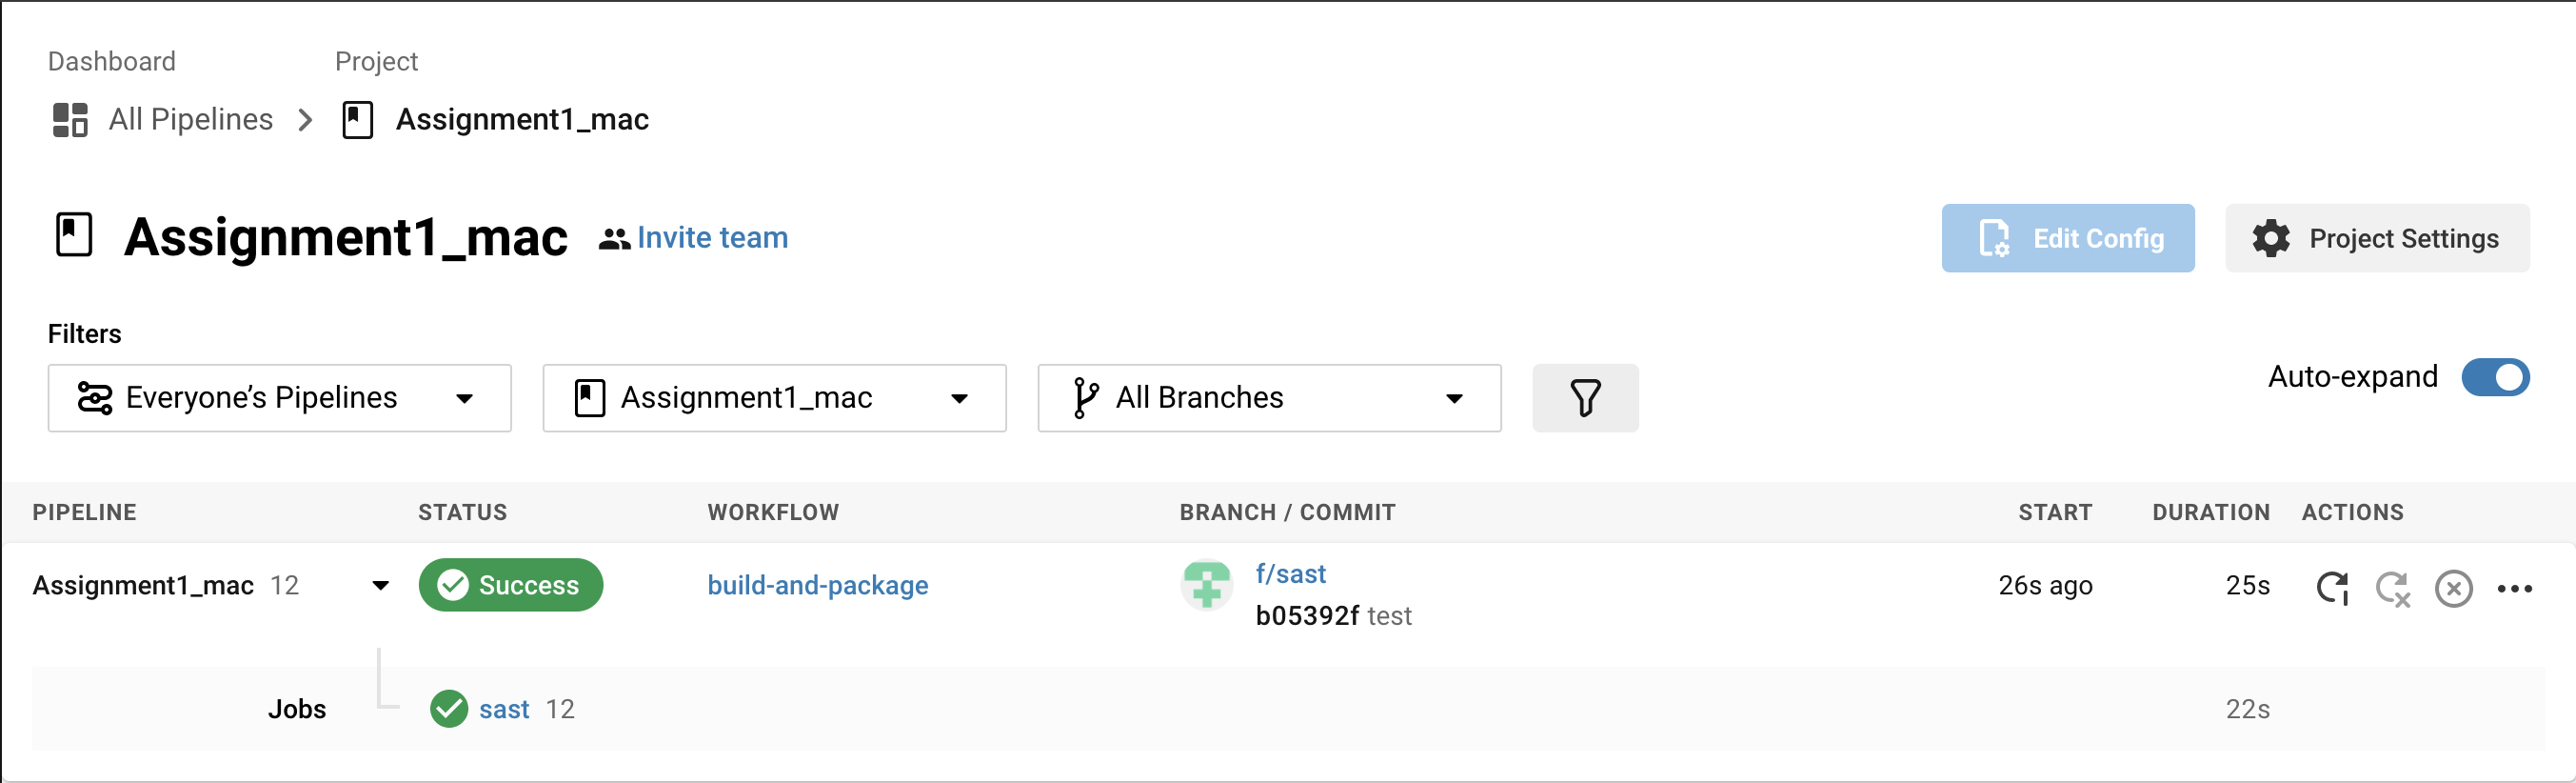 Dashboard Project
All Pipelines Assignment1_mac
Assignment1_mac Invite team Edit Config Project Settings
Filters
Everyone’s Pipelines Assignment1_mac All Branches Auto-expand
PIPELINE STATUS WORKFLOW BRANCH / COMMIT START DURATION ACTIONS
Assignment1_mac 12 Success build-and-package f/sast 26s ago 25s
b05392f test
Jobs sast 12 22s